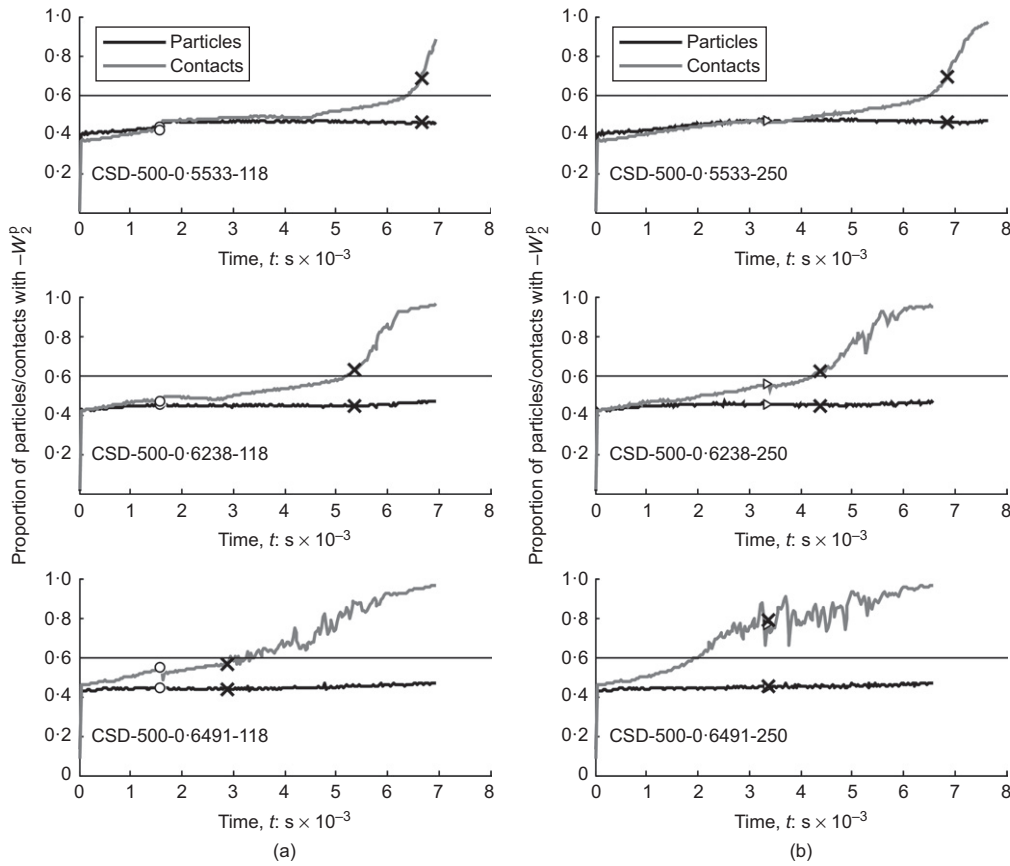 Proportion of particles/contacts with −W₂ᵖ
1·0
0·8
0·6
0·4
0·2
Particles
Contacts
CSD-500-0·5533-118
0 1 2 3 4 5 6 7 8
Time, t: s × 10⁻³
1·0
0·8
0·6
0·4
0·2
CSD-500-0·6238-118
0 1 2 3 4 5 6 7 8
Time, t: s × 10⁻³
1·0
0·8
0·6
0·4
0·2
0
CSD-500-0·6491-118
0 1 2 3 4 5 6 7 8
Time, t: s × 10⁻³
(a)
Proportion of particles/contacts with −W₂ᵖ
1·0
0·8
0·6
0·4
0·2
Particles
Contacts
CSD-500-0·5533-250
0 1 2 3 4 5 6 7 8
Time, t: s × 10⁻³
1·0
0·8
0·6
0·4
0·2
CSD-500-0·6238-250
0 1 2 3 4 5 6 7 8
Time, t: s × 10⁻³
1·0
0·8
0·6
0·4
0·2
0
CSD-500-0·6491-250
0 1 2 3 4 5 6 7 8
Time, t: s × 10⁻³
(b)